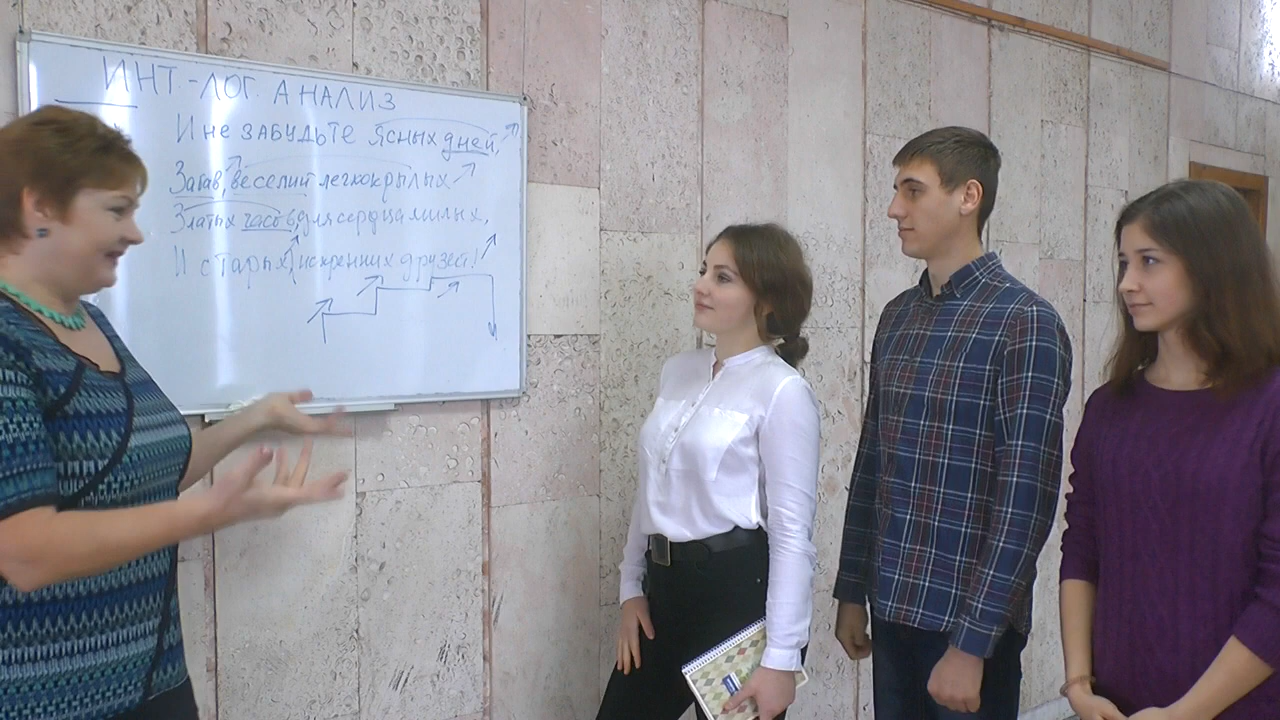 ИНТ.-ЛОГ. АНАЛИЗ
И не забудьте ясных дней,
Забав, веселий легкокрылых
Златых часов, для сердца милых,
И старых, искренних друзей!